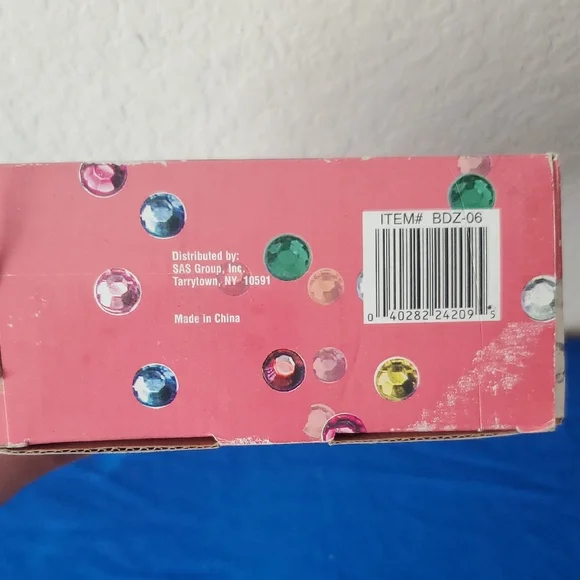 ITEM# BDZ-06
Distributed by:
SAS Group, Inc.
Tarrytown, NY 10591
Made in China
0 40282 24209 5